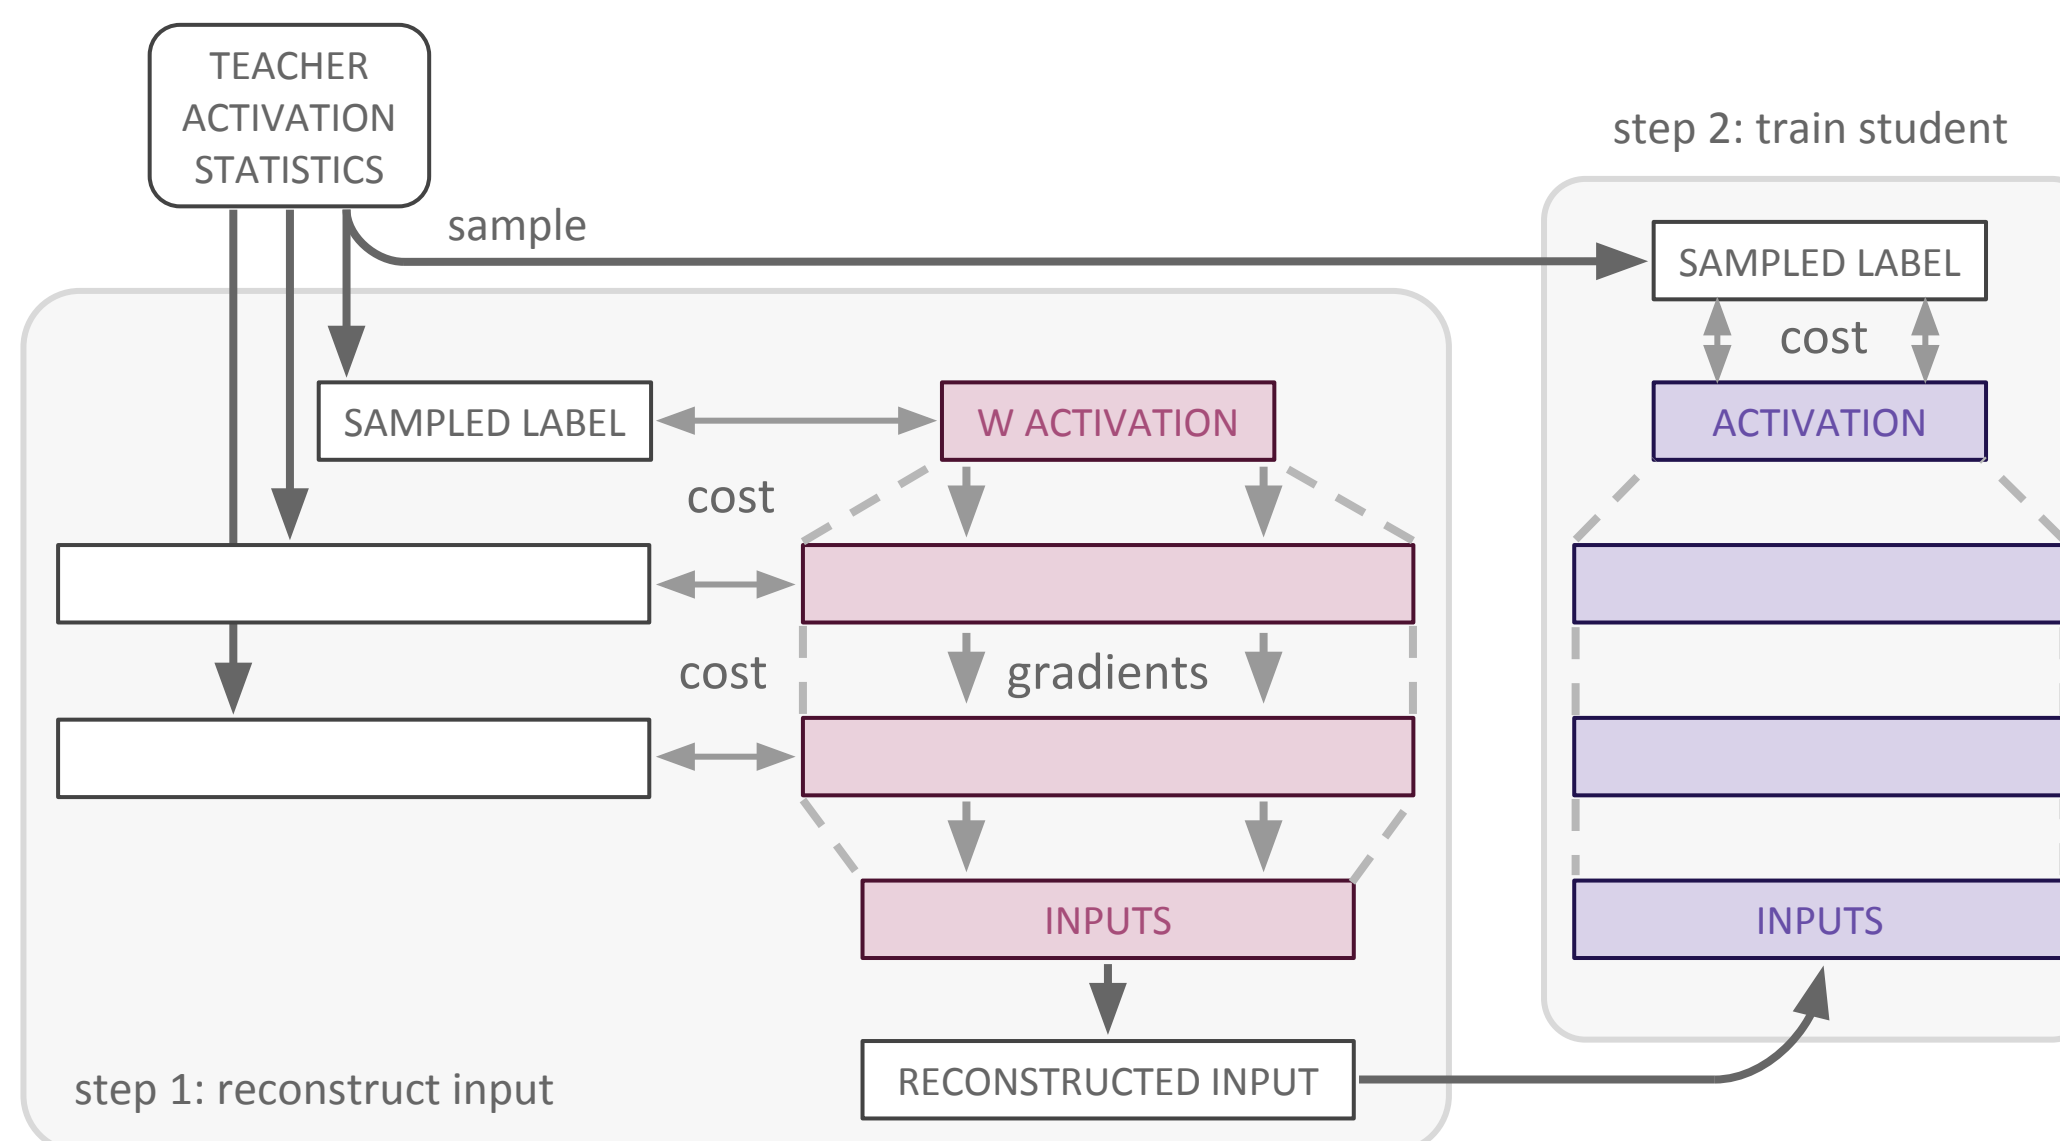 TEACHER
ACTIVATION
STATISTICS
sample
step 2: train student
SAMPLED LABEL
cost
ACTIVATION
INPUTS
SAMPLED LABEL
W ACTIVATION
cost
cost
gradients
INPUTS
RECONSTRUCTED INPUT
step 1: reconstruct input